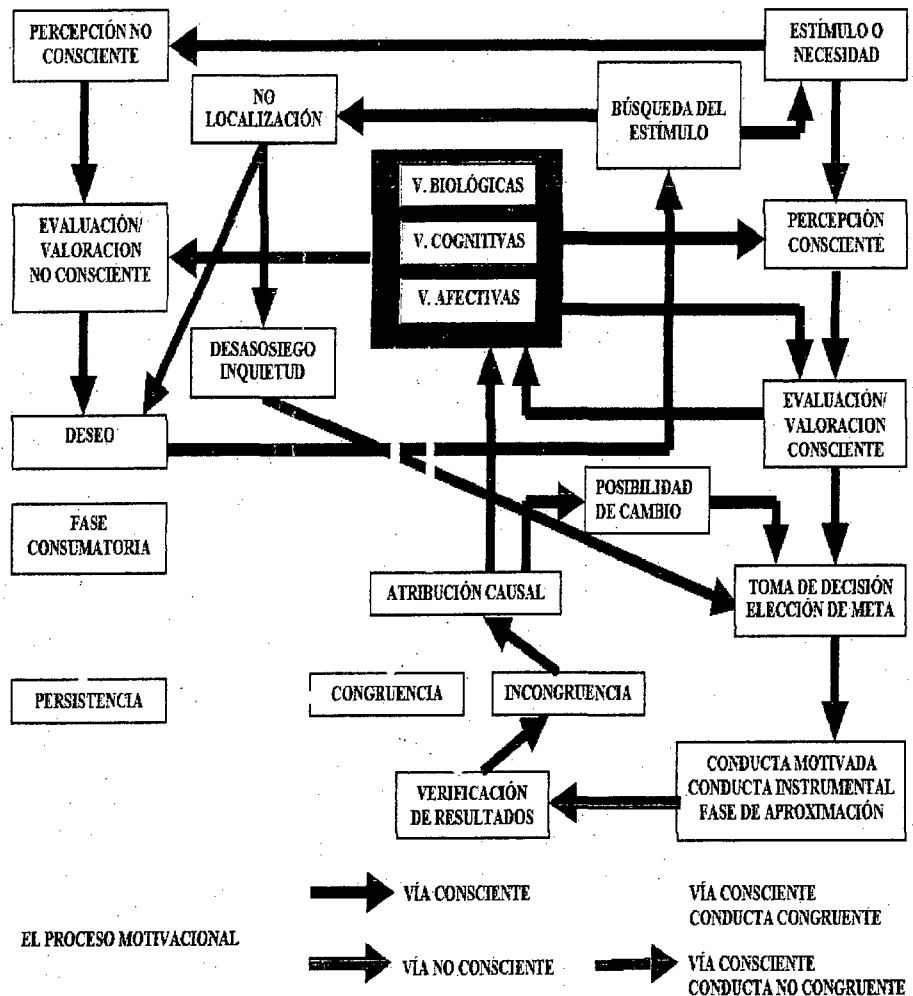 PERCEPCIÓN NO
CONSCIENTE
ESTÍMULO O
NECESIDAD
NO
LOCALIZACIÓN
BÚSQUEDA DEL
ESTÍMULO
V. BIOLÓGICAS
V. COGNITIVAS
V. AFECTIVAS
EVALUACIÓN/
VALORACION
NO CONSCIENTE
PERCEPCIÓN
CONSCIENTE
DESASOSIEGO
INQUIETUD
EVALUACIÓN/
VALORACION
CONSCIENTE
DESEO
POSIBILIDAD
DE CAMBIO
FASE
CONSUMATORIA
ATRIBUCIÓN CAUSAL
TOMA DE DECISIÓN
ELECCIÓN DE META
PERSISTENCIA
CONGRUENCIA
INCONGRUENCIA
VERIFICACIÓN
DE RESULTADOS
CONDUCTA MOTIVADA
CONDUCTA INSTRUMENTAL
FASE DE APROXIMACIÓN
VÍA CONSCIENTE
VÍA CONSCIENTE
CONDUCTA CONGRUENTE
EL PROCESO MOTIVACIONAL
VÍA NO CONSCIENTE
VÍA CONSCIENTE
CONDUCTA NO CONGRUENTE